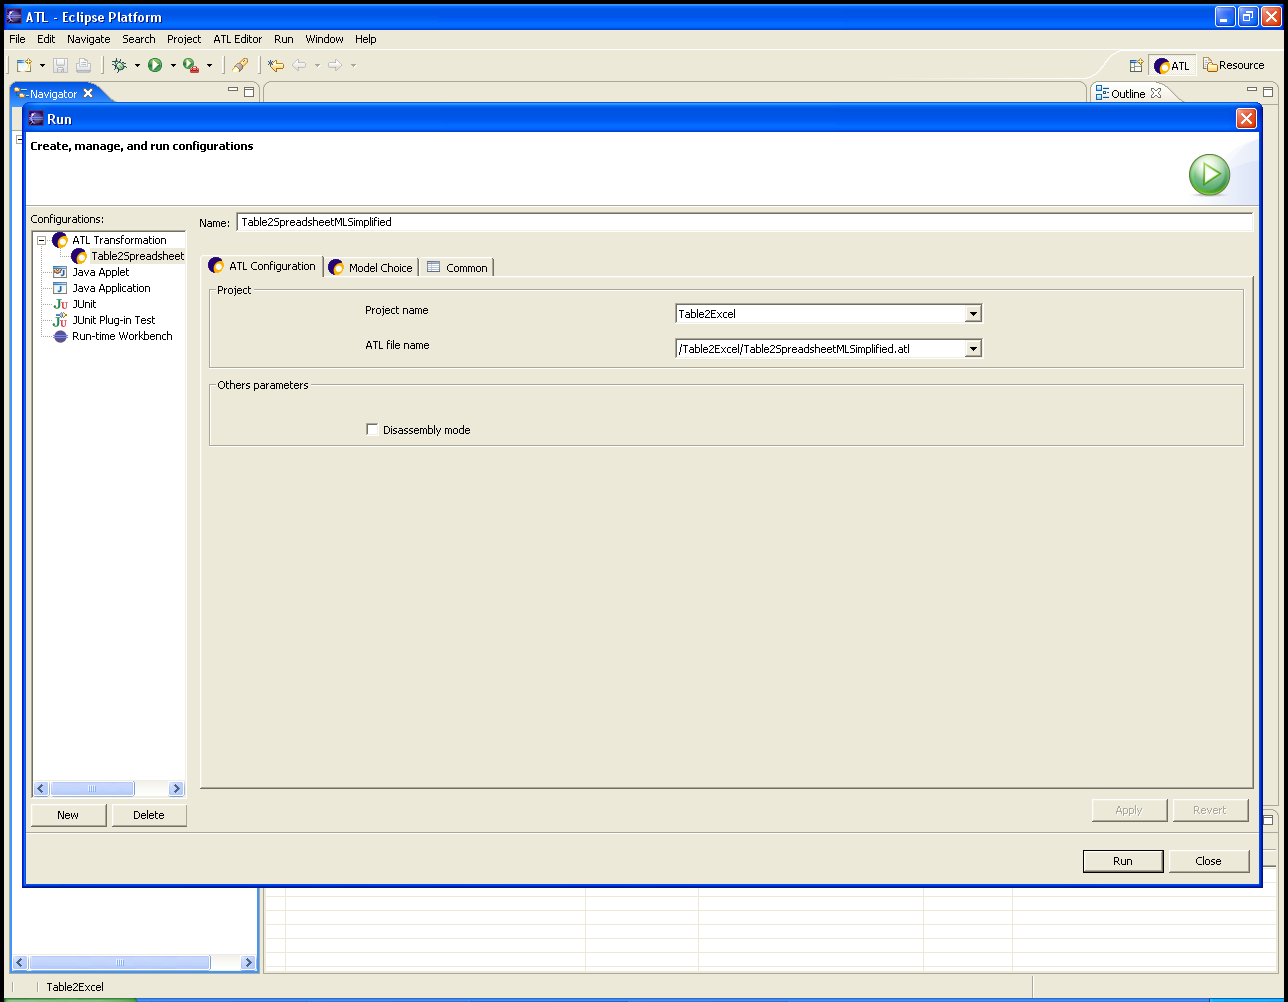 ATL - Eclipse Platform
File Edit Navigate Search Project ATL Editor Run Window Help
ATL Resource
Navigator Outline
Run
Create, manage, and run configurations
Configurations:
Name: Table2SpreadsheetMLSimplified
ATL Transformation
Table2Spreadsheet
Java Applet
Java Application
JUnit
JUnit Plug-in Test
Run-time Workbench
ATL Configuration Model Choice Common
Project
Project name Table2Excel
ATL file name /Table2Excel/Table2SpreadsheetMLSimplified.atl
Others parameters
Disassembly mode
New Delete
Apply Revert
Run Close
Table2Excel